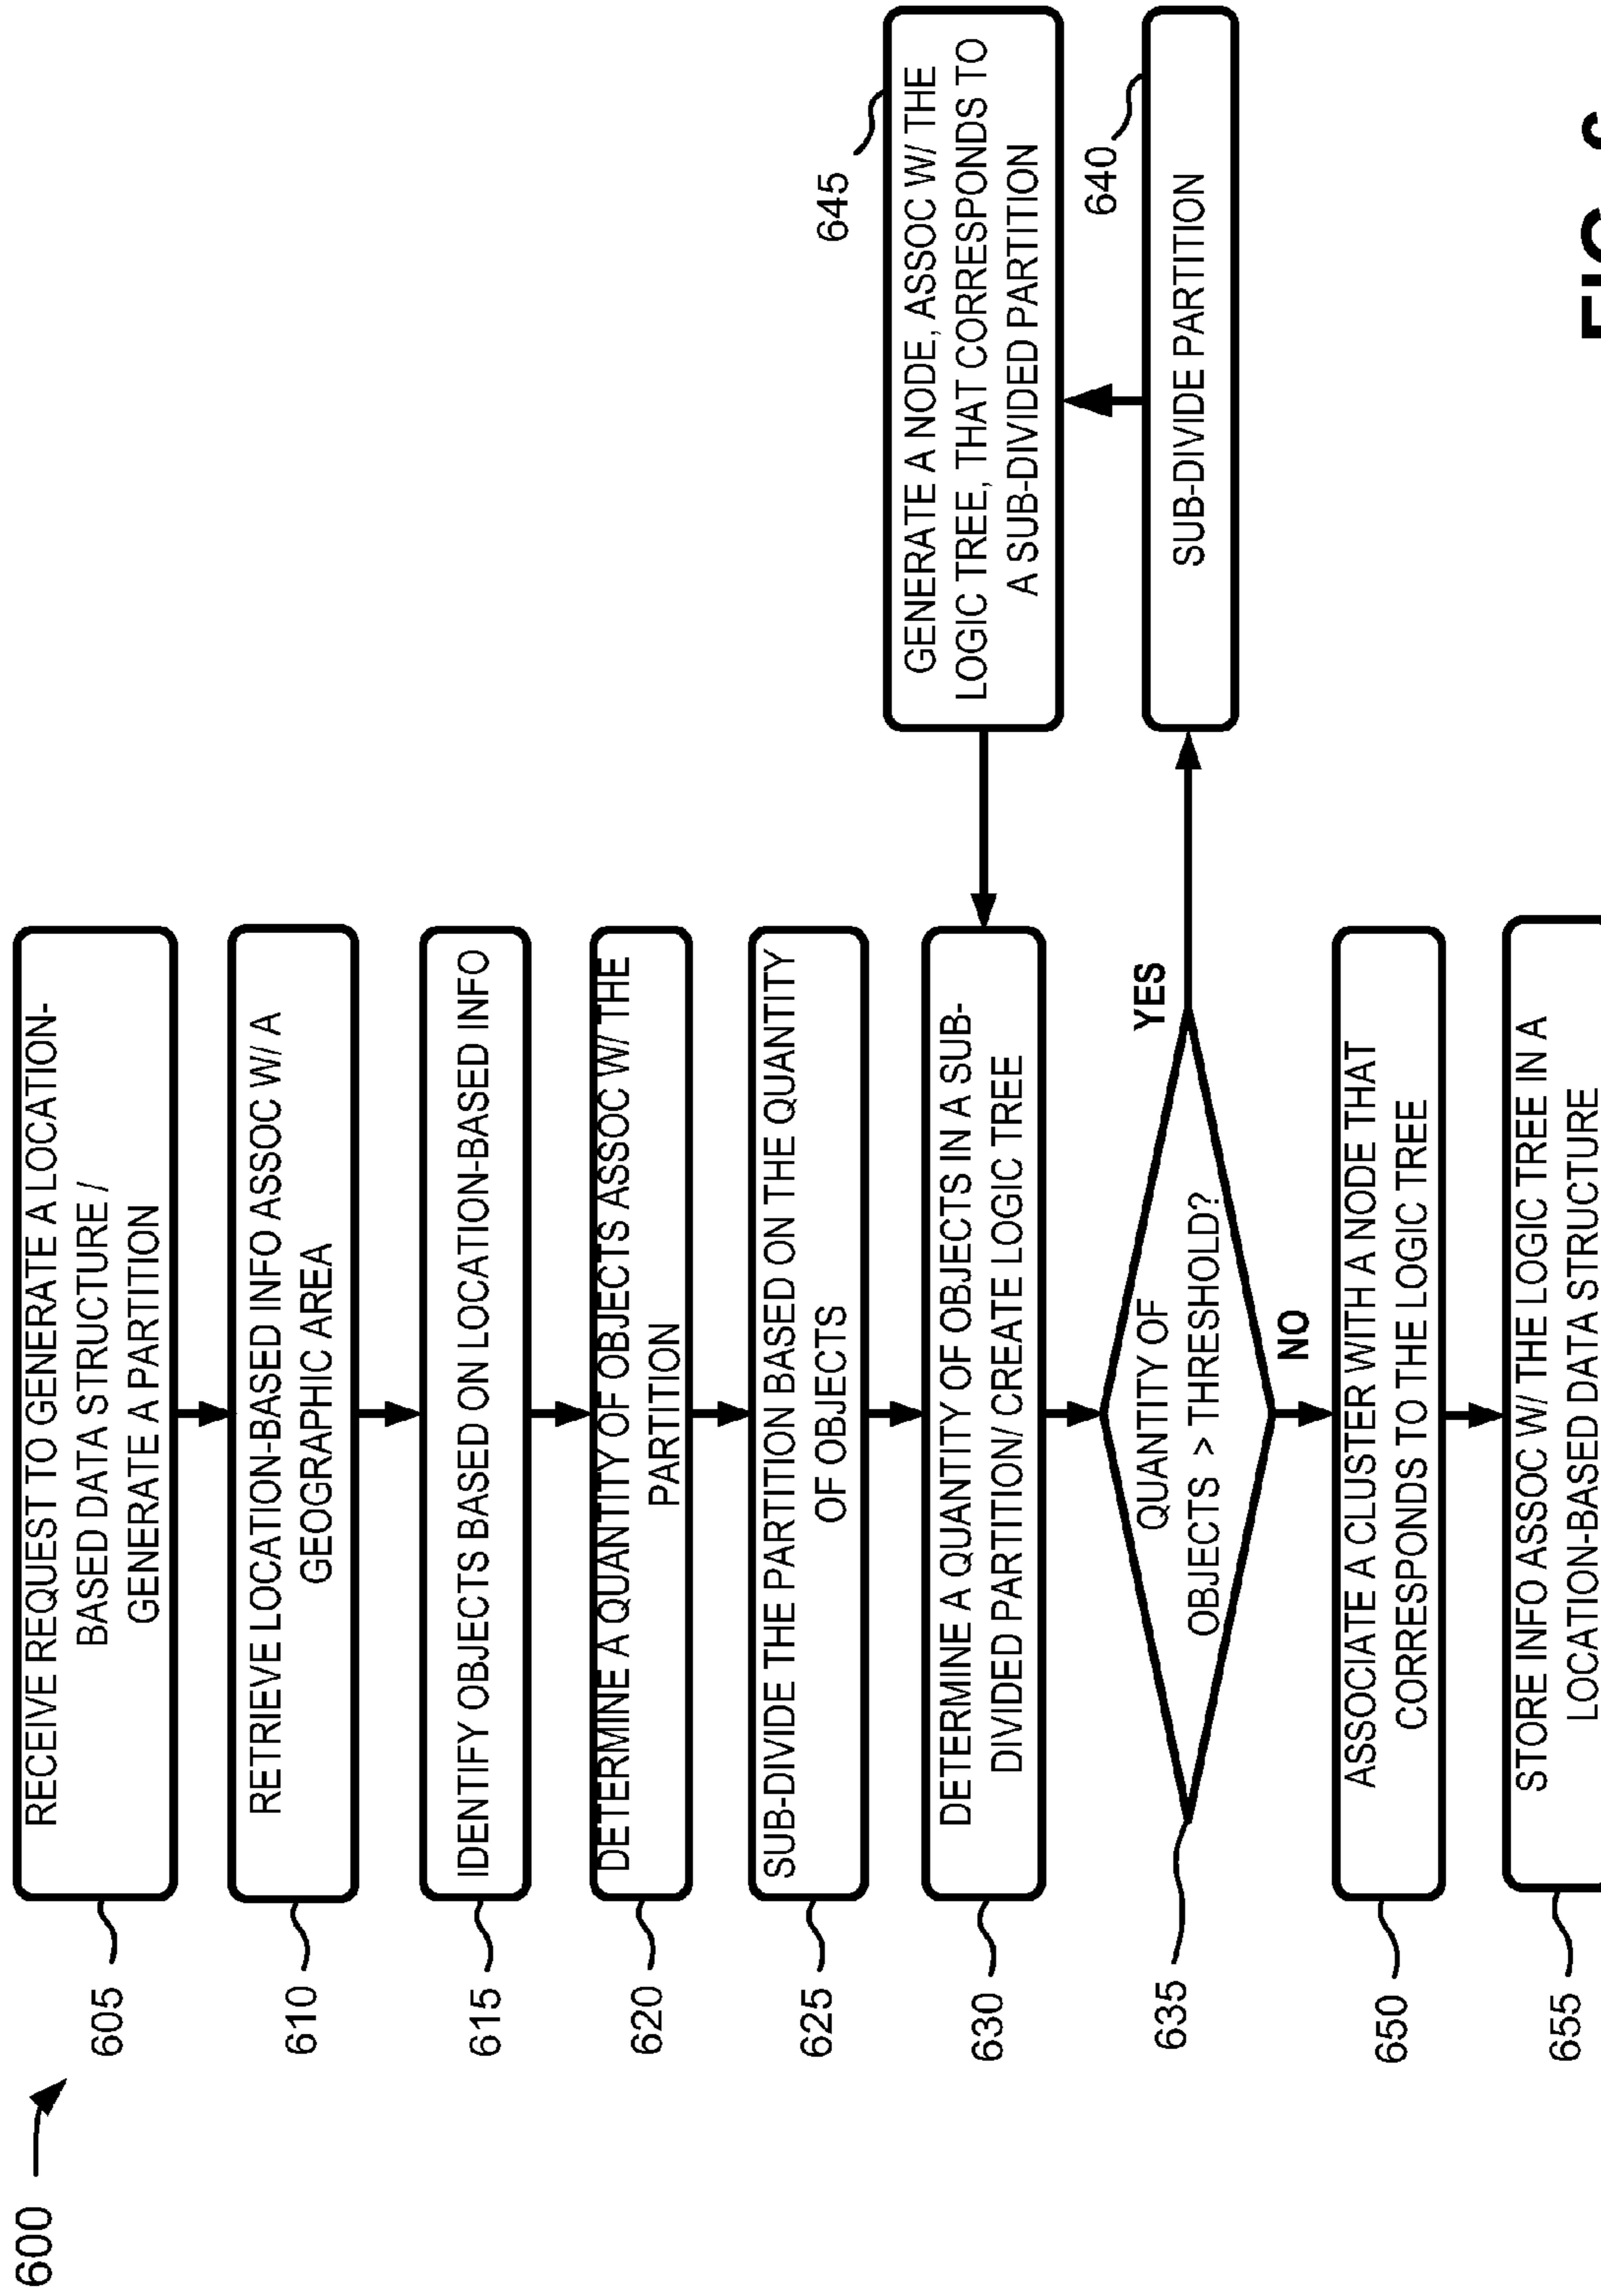 600
605
RECEIVE REQUEST TO GENERATE A LOCATION-
BASED DATA STRUCTURE /
GENERATE A PARTITION
610
RETRIEVE LOCATION-BASED INFO ASSOC W/ A
GEOGRAPHIC AREA
615
IDENTIFY OBJECTS BASED ON LOCATION-BASED INFO
620
DETERMINE A QUANTITY OF OBJECTS ASSOC W/ THE
PARTITION
625
SUB-DIVIDE THE PARTITION BASED ON THE QUANTITY
OF OBJECTS
630
DETERMINE A QUANTITY OF OBJECTS IN A SUB-
DIVIDED PARTITION/ CREATE LOGIC TREE
645
GENERATE A NODE, ASSOC W/ THE
LOGIC TREE, THAT CORRESPONDS TO
A SUB-DIVIDED PARTITION
635
QUANTITY OF
OBJECTS > THRESHOLD?
YES
640
SUB-DIVIDE PARTITION
NO
650
ASSOCIATE A CLUSTER WITH A NODE THAT
CORRESPONDS TO THE LOGIC TREE
655
STORE INFO ASSOC W/ THE LOGIC TREE IN A
LOCATION-BASED DATA STRUCTURE